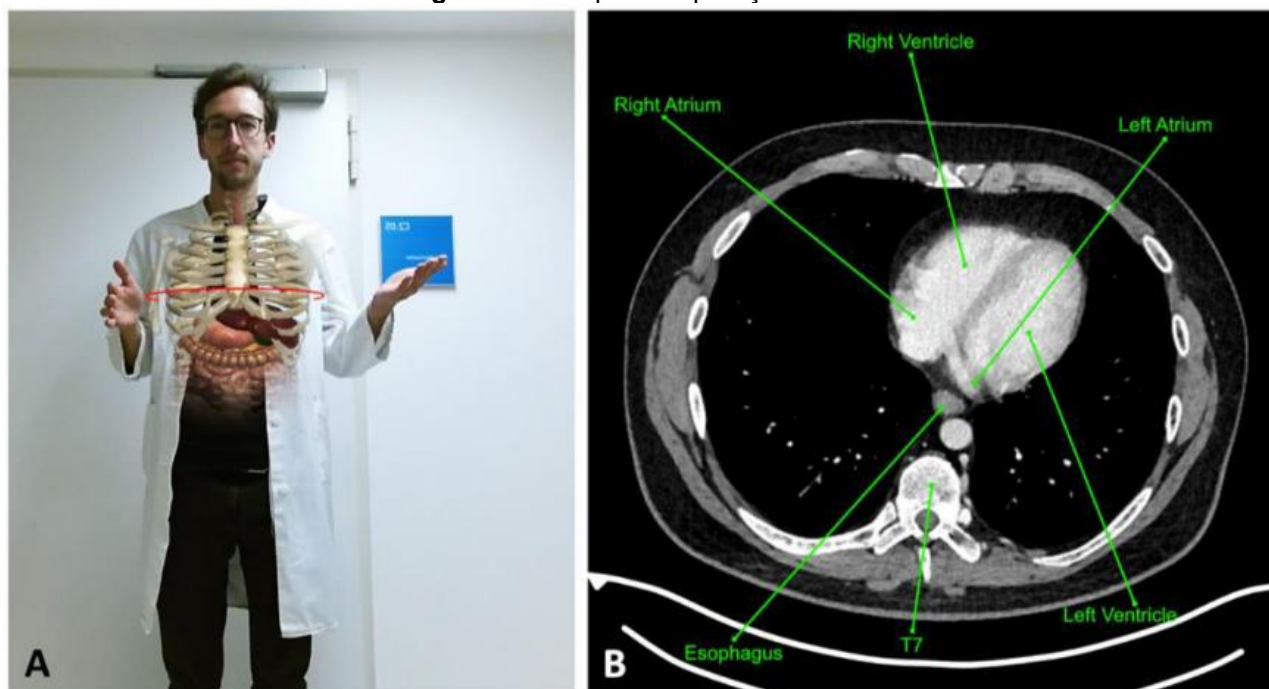 Right Ventricle
Right Atrium
Left Atrium
Left Ventricle
Esophagus
T7
A
B